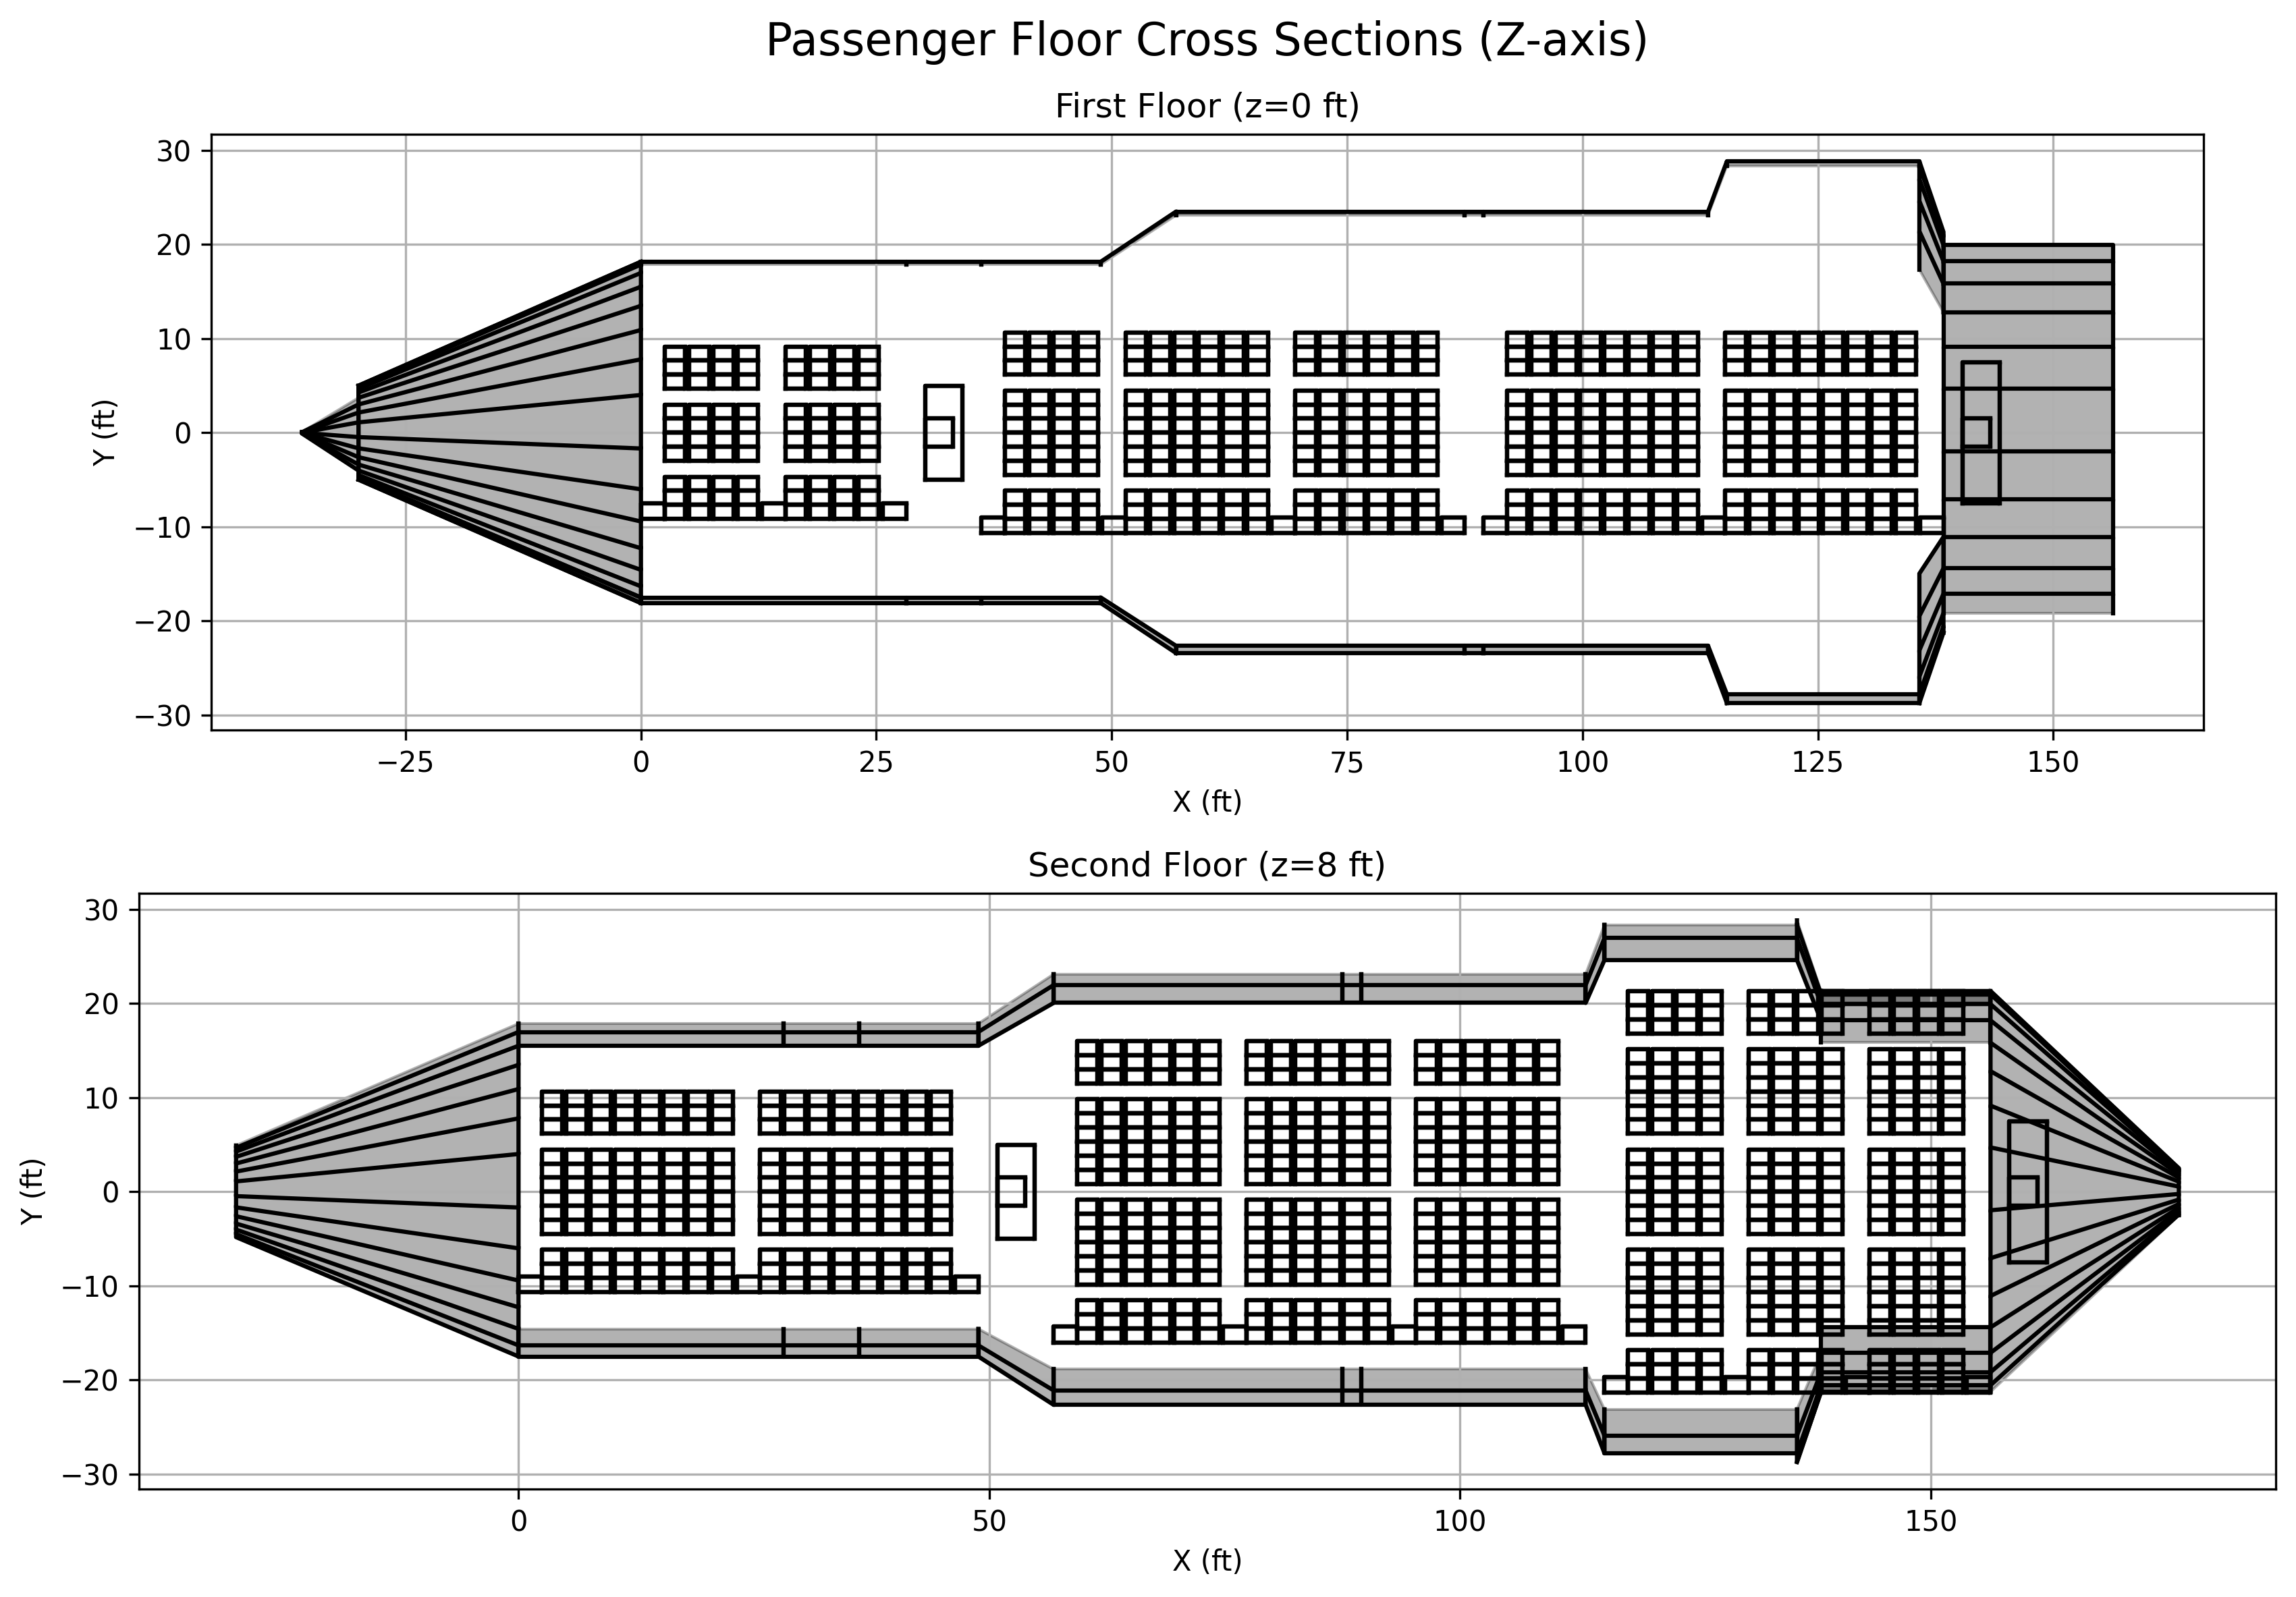 Passenger Floor Cross Sections (Z-axis)
First Floor (z=0 ft)
30
20
10
0
−10
−20
−30
Y (ft)
−25 0 25 50 75 100 125 150
X (ft)
Second Floor (z=8 ft)
30
20
10
0
−10
−20
−30
Y (ft)
0 50 100 150
X (ft)